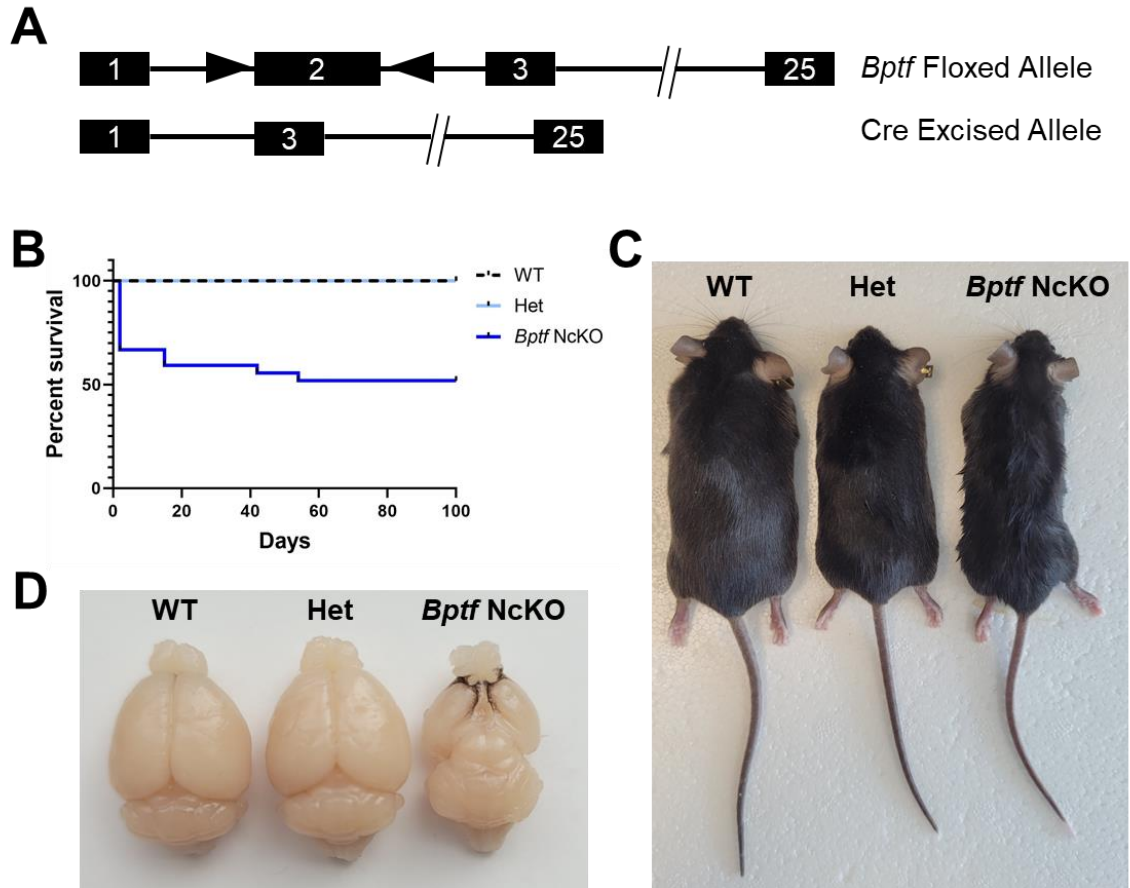 A
1 2 3 25 Bptf Floxed Allele
1 3 25 Cre Excised Allele
B
Percent survival
100
50
0
0 20 40 60 80 100
Days
WT
Het
Bptf NcKO
C
WT Het Bptf NcKO
D
WT Het Bptf NcKO